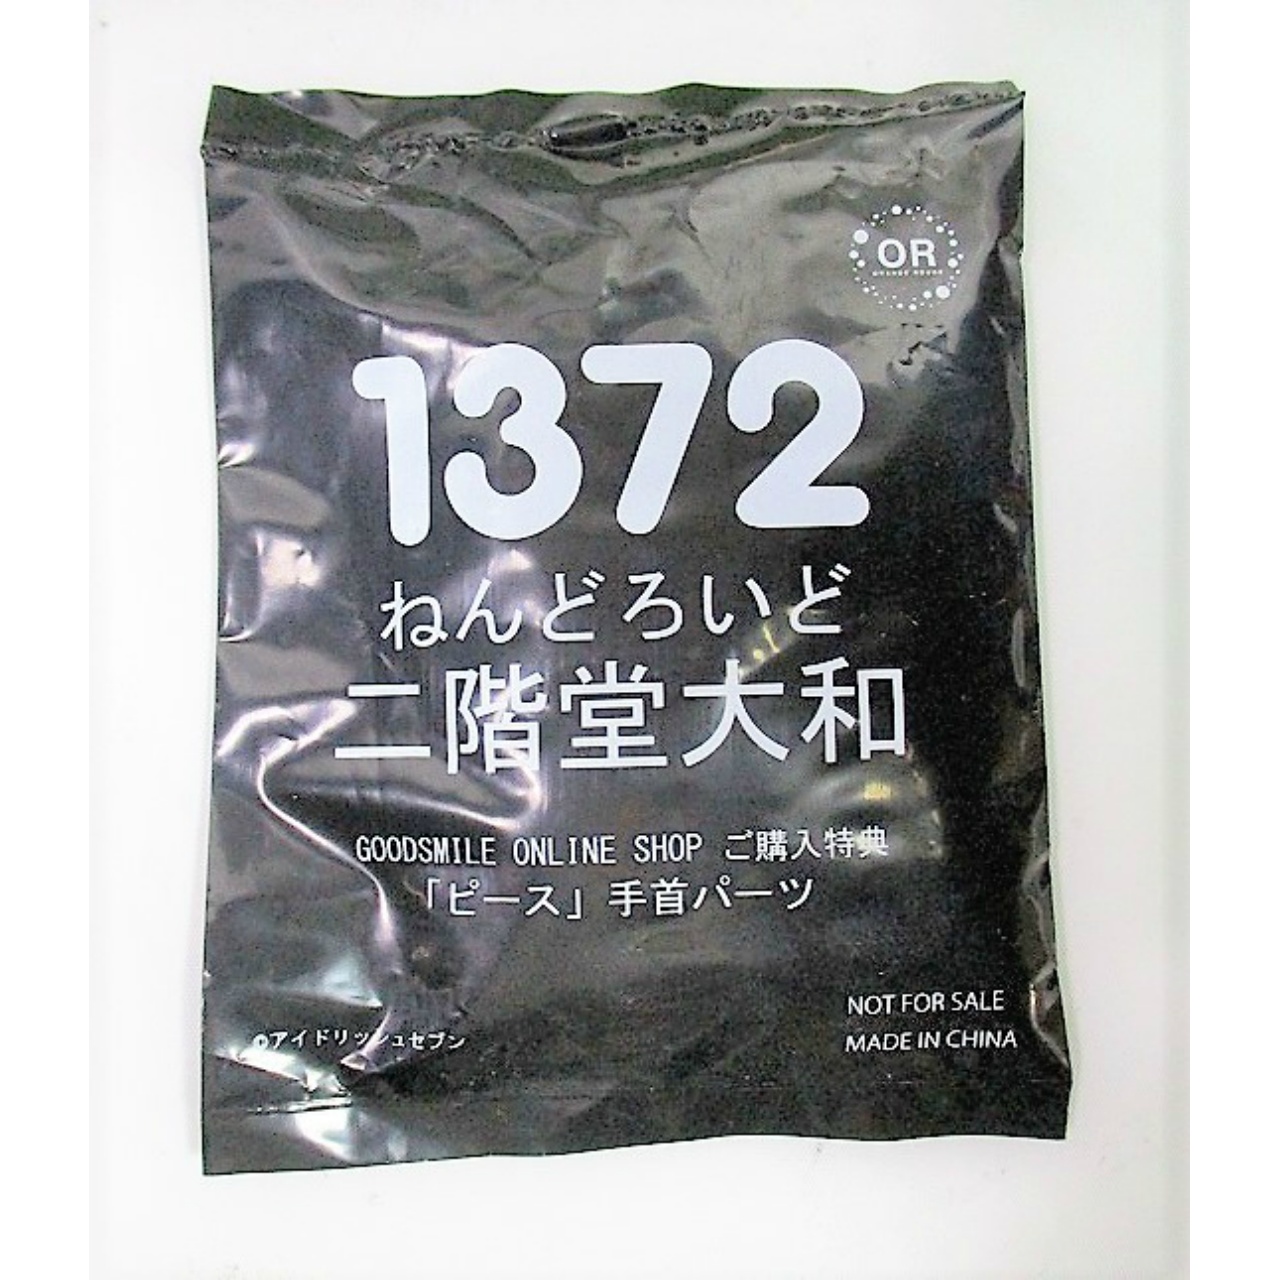 OR
ORANGE ROUGE
1372
ねんどろいど
二階堂大和
GOODSMILE ONLINE SHOP ご購入特典
「ピース」手首パーツ
NOT FOR SALE
©アイドリッシュセブン
MADE IN CHINA